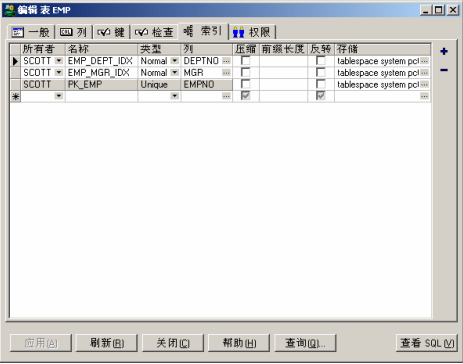 编辑 表 EMP
一般 列 键 检查 索引 权限
所有者 名称 类型 列 压缩 前缀长度 反转 存储
SCOTT EMP_DEPT_IDX Normal DEPTNO ... tablespace system pct ...
SCOTT EMP_MGR_IDX Normal MGR ... tablespace system pct ...
SCOTT PK_EMP Unique EMPNO ... tablespace system pct ...
应用(A) 刷新(R) 关闭(C) 帮助(H) 查询(Q)... 查看 SQL(V)